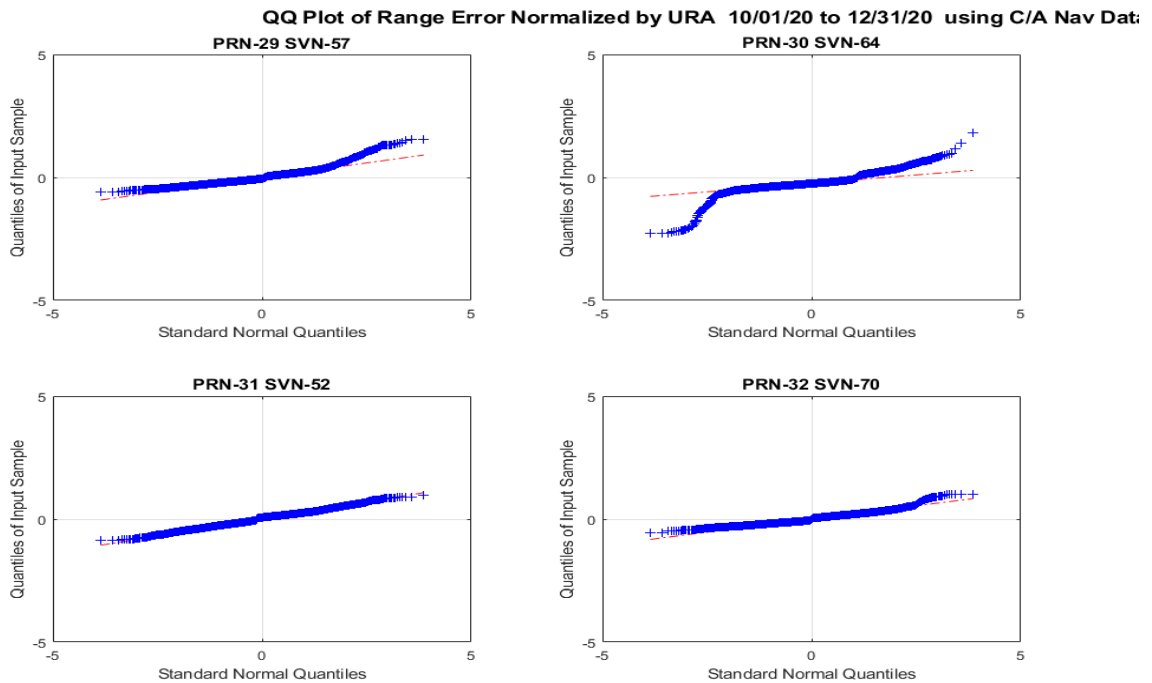 QQ Plot of Range Error Normalized by URA 10/01/20 to 12/31/20 using C/A Nav Data
PRN-29 SVN-57
PRN-30 SVN-64
5
0
-5
Quantiles of Input Sample
-5
0
5
Standard Normal Quantiles
5
0
-5
Quantiles of Input Sample
-5
0
5
Standard Normal Quantiles
PRN-31 SVN-52
PRN-32 SVN-70
5
0
-5
Quantiles of Input Sample
-5
0
5
Standard Normal Quantiles
5
0
-5
Quantiles of Input Sample
-5
0
5
Standard Normal Quantiles